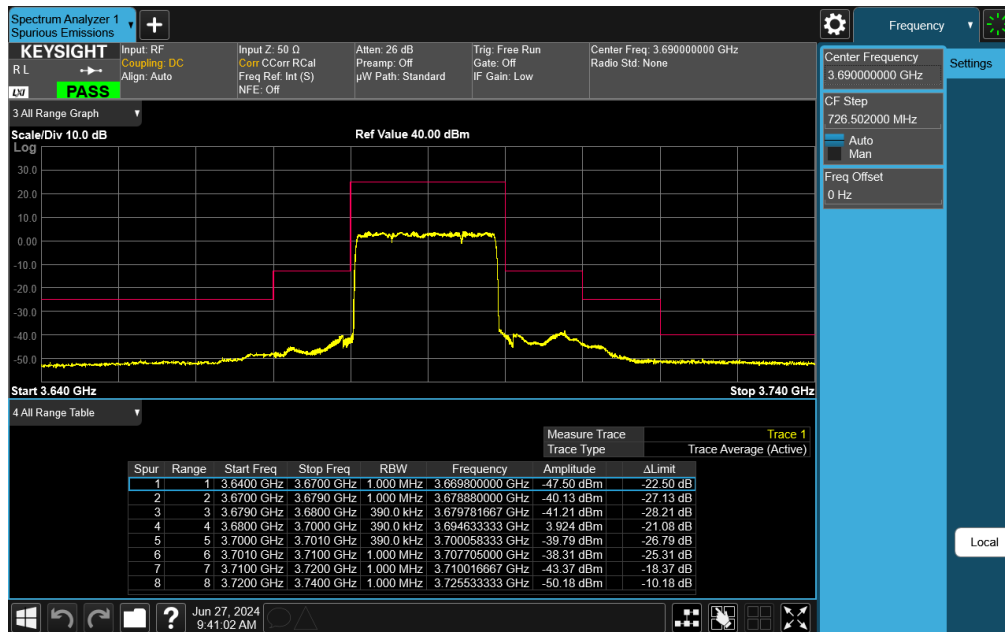 Spectrum Analyzer 1
Spurious Emissions
Frequency
KEYSIGHT
R L
LXI
PASS
Input: RF
Coupling: DC
Align: Auto
Input Z: 50 Ω
Corr CCorr RCal
Freq Ref: Int (S)
NFE: Off
Atten: 26 dB
Preamp: Off
µW Path: Standard
Trig: Free Run
Gate: Off
IF Gain: Low
Center Freq: 3.690000000 GHz
Radio Std: None
Center Frequency
3.690000000 GHz
Settings
CF Step
726.502000 MHz
Auto
Man
Freq Offset
0 Hz
3 All Range Graph
Scale/Div 10.0 dB Ref Value 40.00 dBm
Log
30.0
20.0
10.0
0.00
-10.0
-20.0
-30.0
-40.0
-50.0
Start 3.640 GHz Stop 3.740 GHz
4 All Range Table
Measure Trace Trace 1
Trace Type Trace Average (Active)
Spur Range Start Freq Stop Freq RBW Frequency Amplitude ΔLimit
1 1 3.6400 GHz 3.6700 GHz 1.000 MHz 3.669800000 GHz -47.50 dBm -22.50 dB
2 2 3.6700 GHz 3.6790 GHz 1.000 MHz 3.678880000 GHz -40.13 dBm -27.13 dB
3 3 3.6790 GHz 3.6800 GHz 390.0 kHz 3.679781667 GHz -41.21 dBm -28.21 dB
4 4 3.6800 GHz 3.7000 GHz 390.0 kHz 3.694633333 GHz 3.924 dBm -21.08 dB
5 5 3.7000 GHz 3.7010 GHz 390.0 kHz 3.700058333 GHz -39.79 dBm -26.79 dB
6 6 3.7010 GHz 3.7100 GHz 1.000 MHz 3.707705000 GHz -38.31 dBm -25.31 dB
7 7 3.7100 GHz 3.7200 GHz 1.000 MHz 3.710016667 GHz -43.37 dBm -18.37 dB
8 8 3.7200 GHz 3.7400 GHz 1.000 MHz 3.725533333 GHz -50.18 dBm -10.18 dB
Local
?
Jun 27, 2024
9:41:02 AM